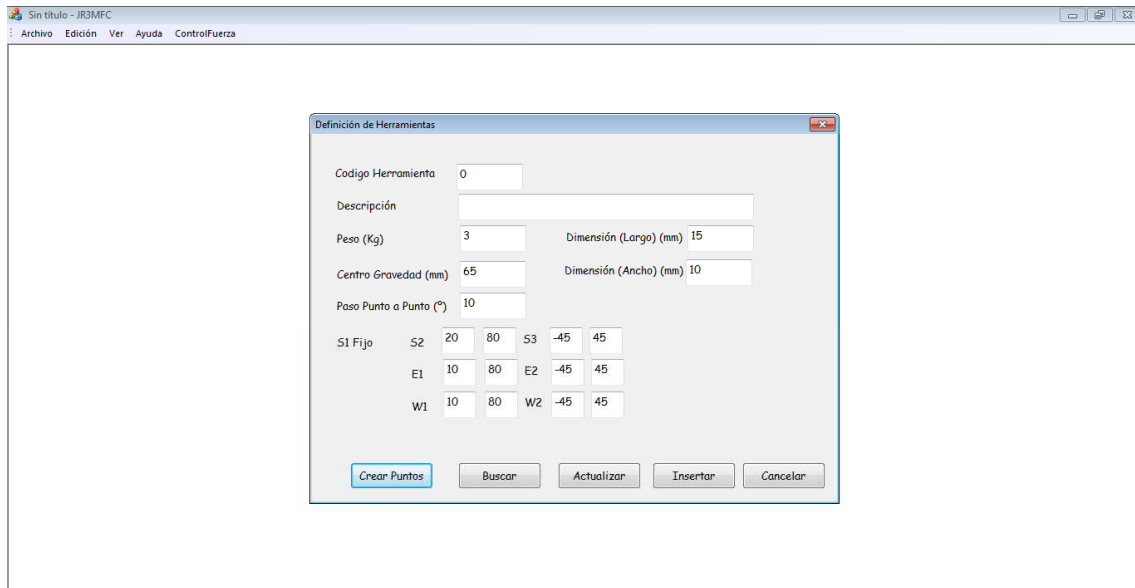 Sin título - JR3MFC
Archivo Edición Ver Ayuda ControlFuerza
Definición de Herramientas
Codigo Herramienta 0
Descripción
Peso (Kg) 3 Dimensión (Largo) (mm) 15
Centro Gravedad (mm) 65 Dimensión (Ancho) (mm) 10
Paso Punto a Punto (º) 10
S1 Fijo S2 20 80 S3 -45 45
E1 10 80 E2 -45 45
W1 10 80 W2 -45 45
Crear Puntos Buscar Actualizar Insertar Cancelar